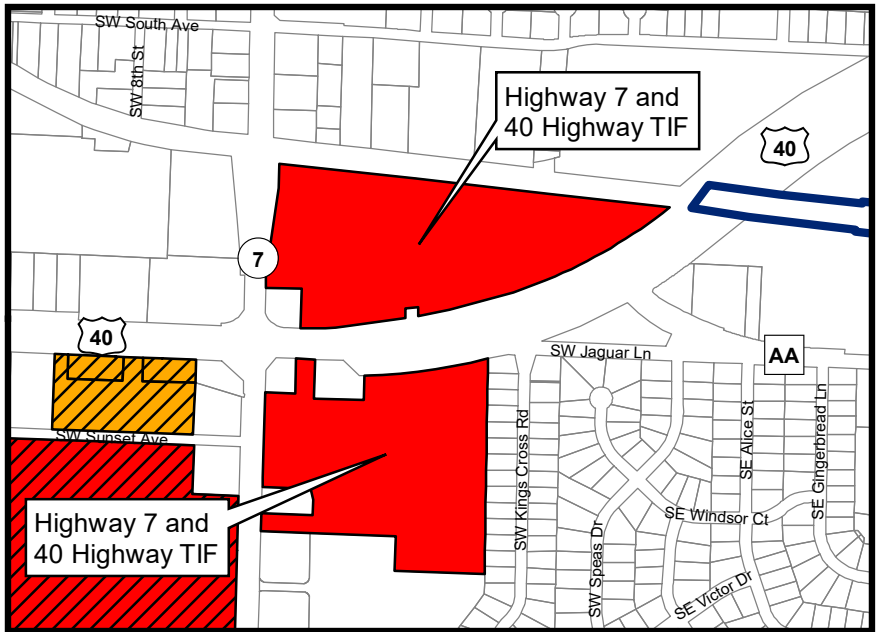 SW South Ave
SW 8th St
Highway 7 and
40 Highway TIF
40
7
40
SW Jaguar Ln
AA
SW Sunset Ave
SW Kings Cross Rd
SE Alice St
SE Gingerbread Ln
Highway 7 and
40 Highway TIF
SE Windsor Ct
SW Speas Dr
SE Victor Dr